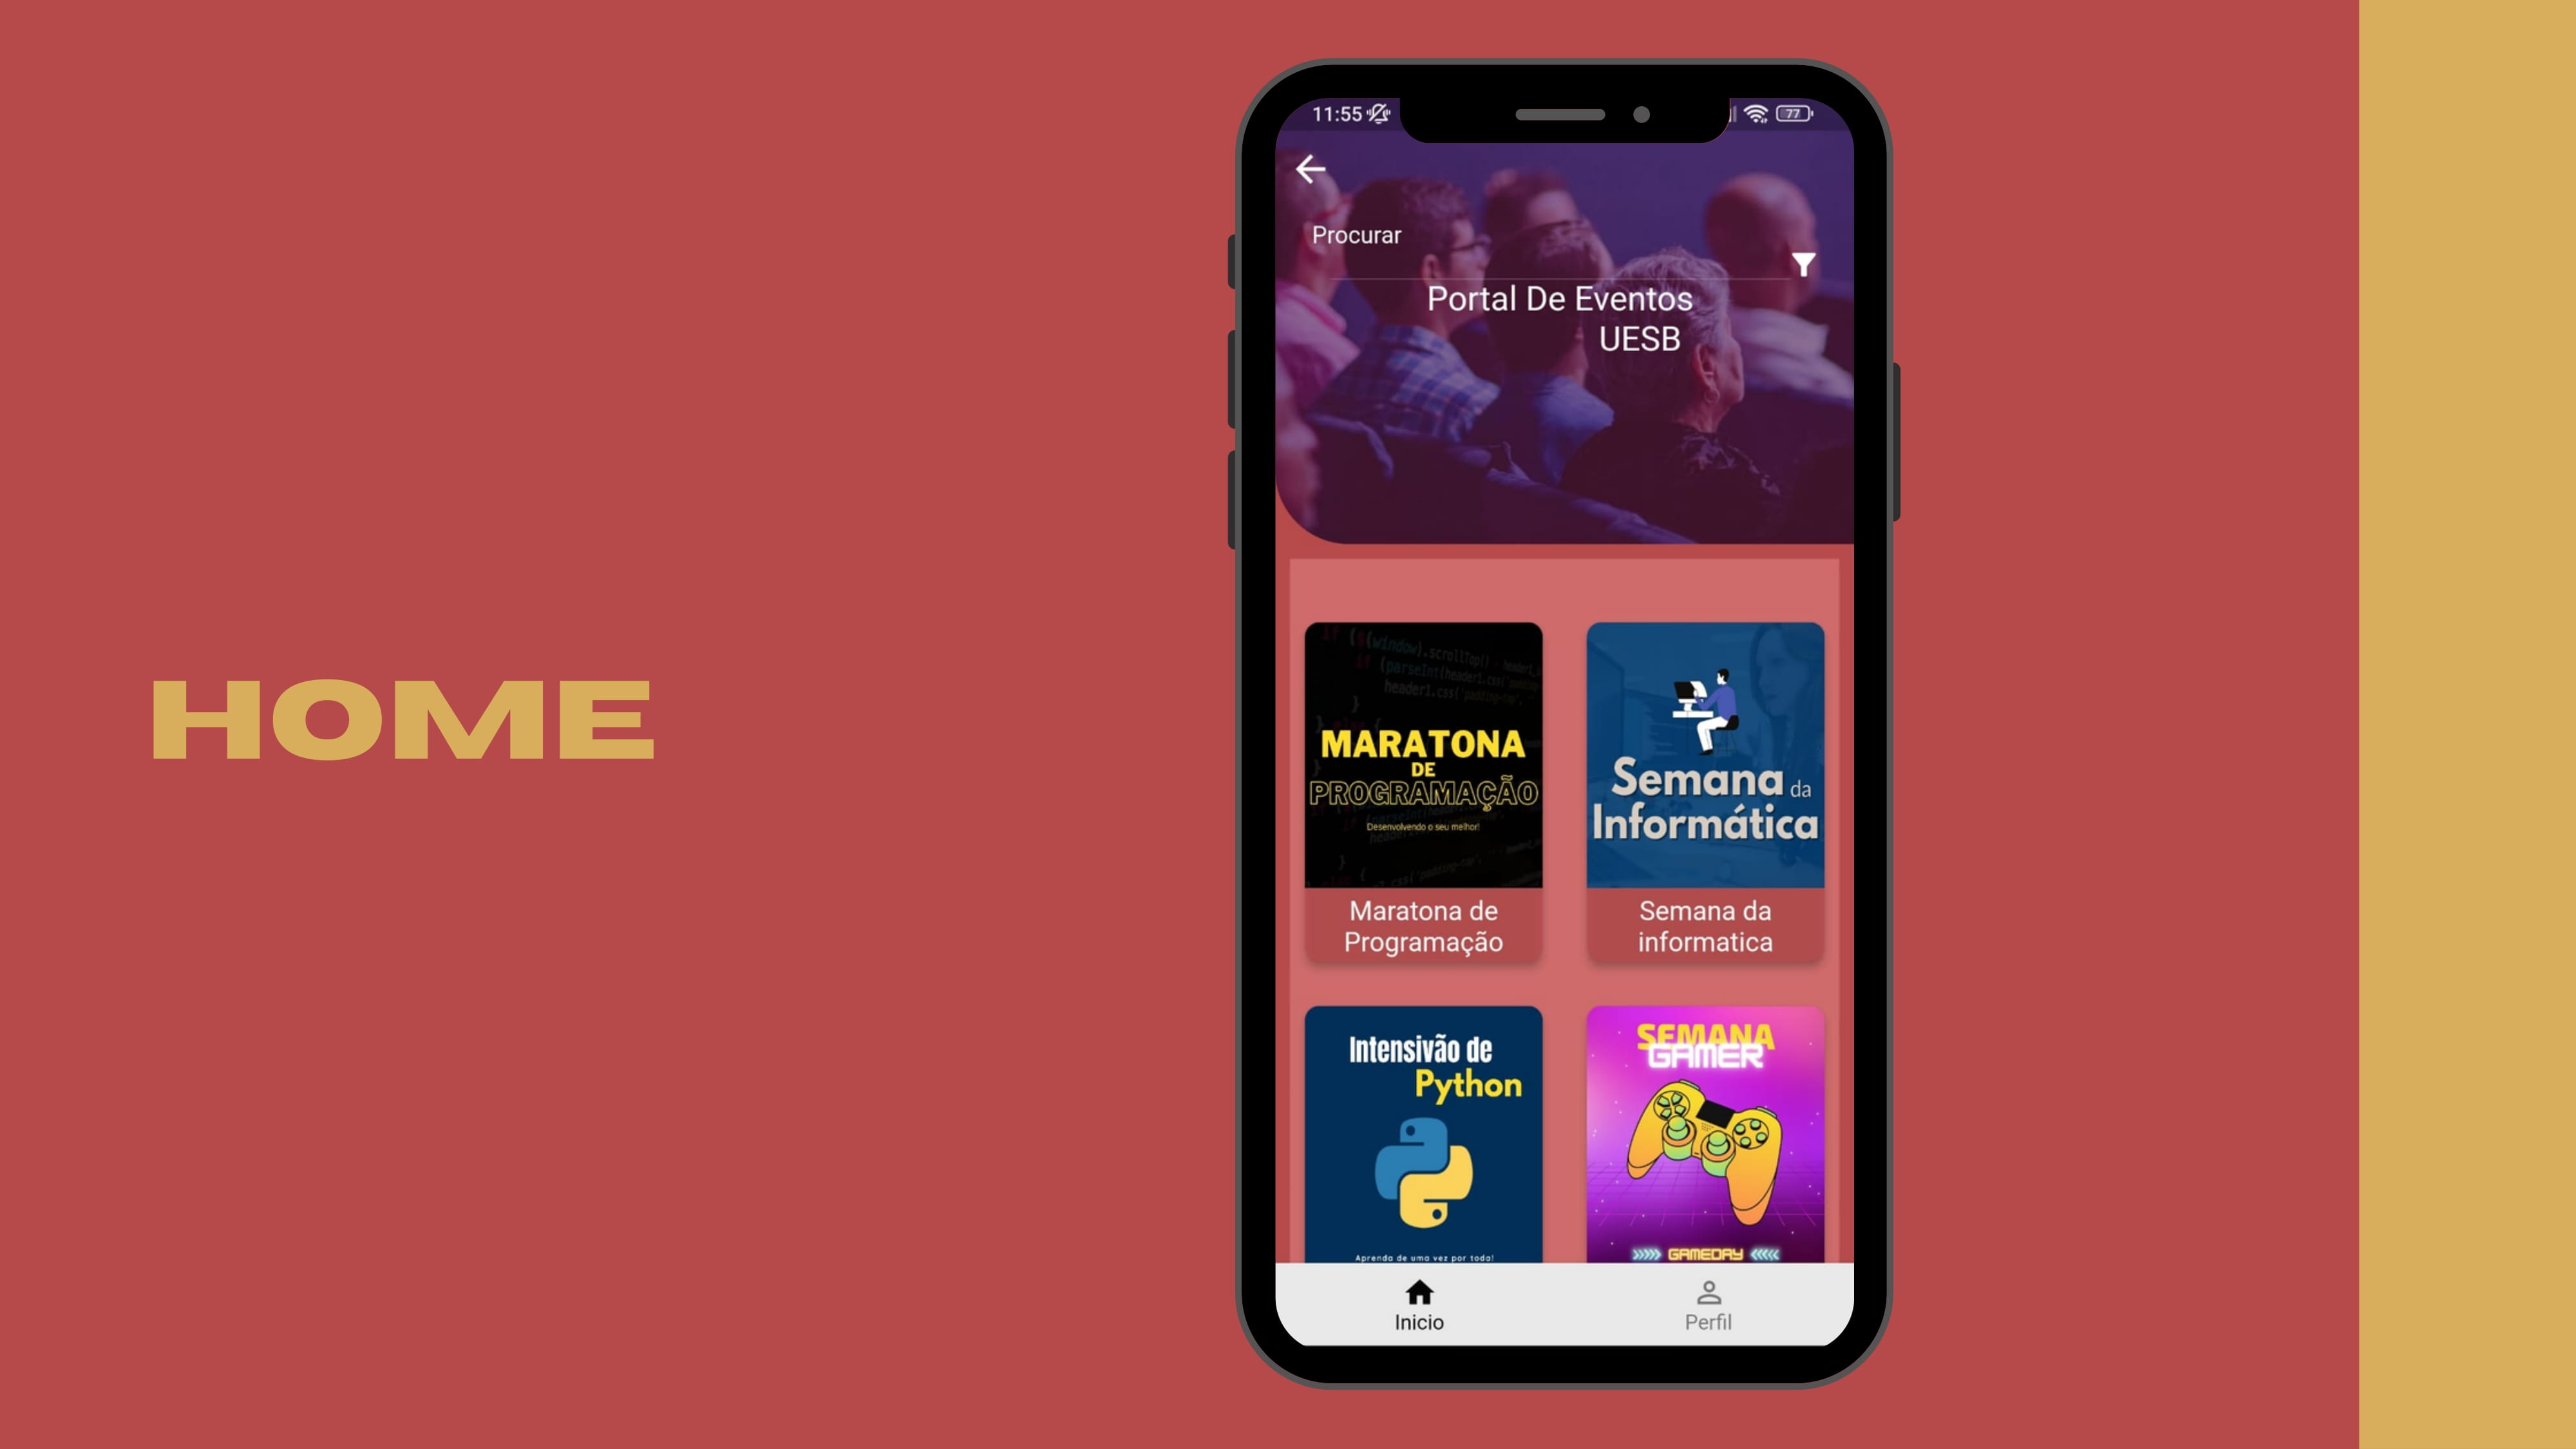 HOME
11:55
77
Procurar
Portal De Eventos
UESB
MARATONA
DE
PROGRAMAÇÃO
Desenvolvendo o seu melhor!
Maratona de
Programação
Semana da
Informática
Semana da
informatica
Intensivão de
Python
Aprenda de uma vez por toda!
SEMANA
GAMER
GAMEDAY
Inicio
Perfil